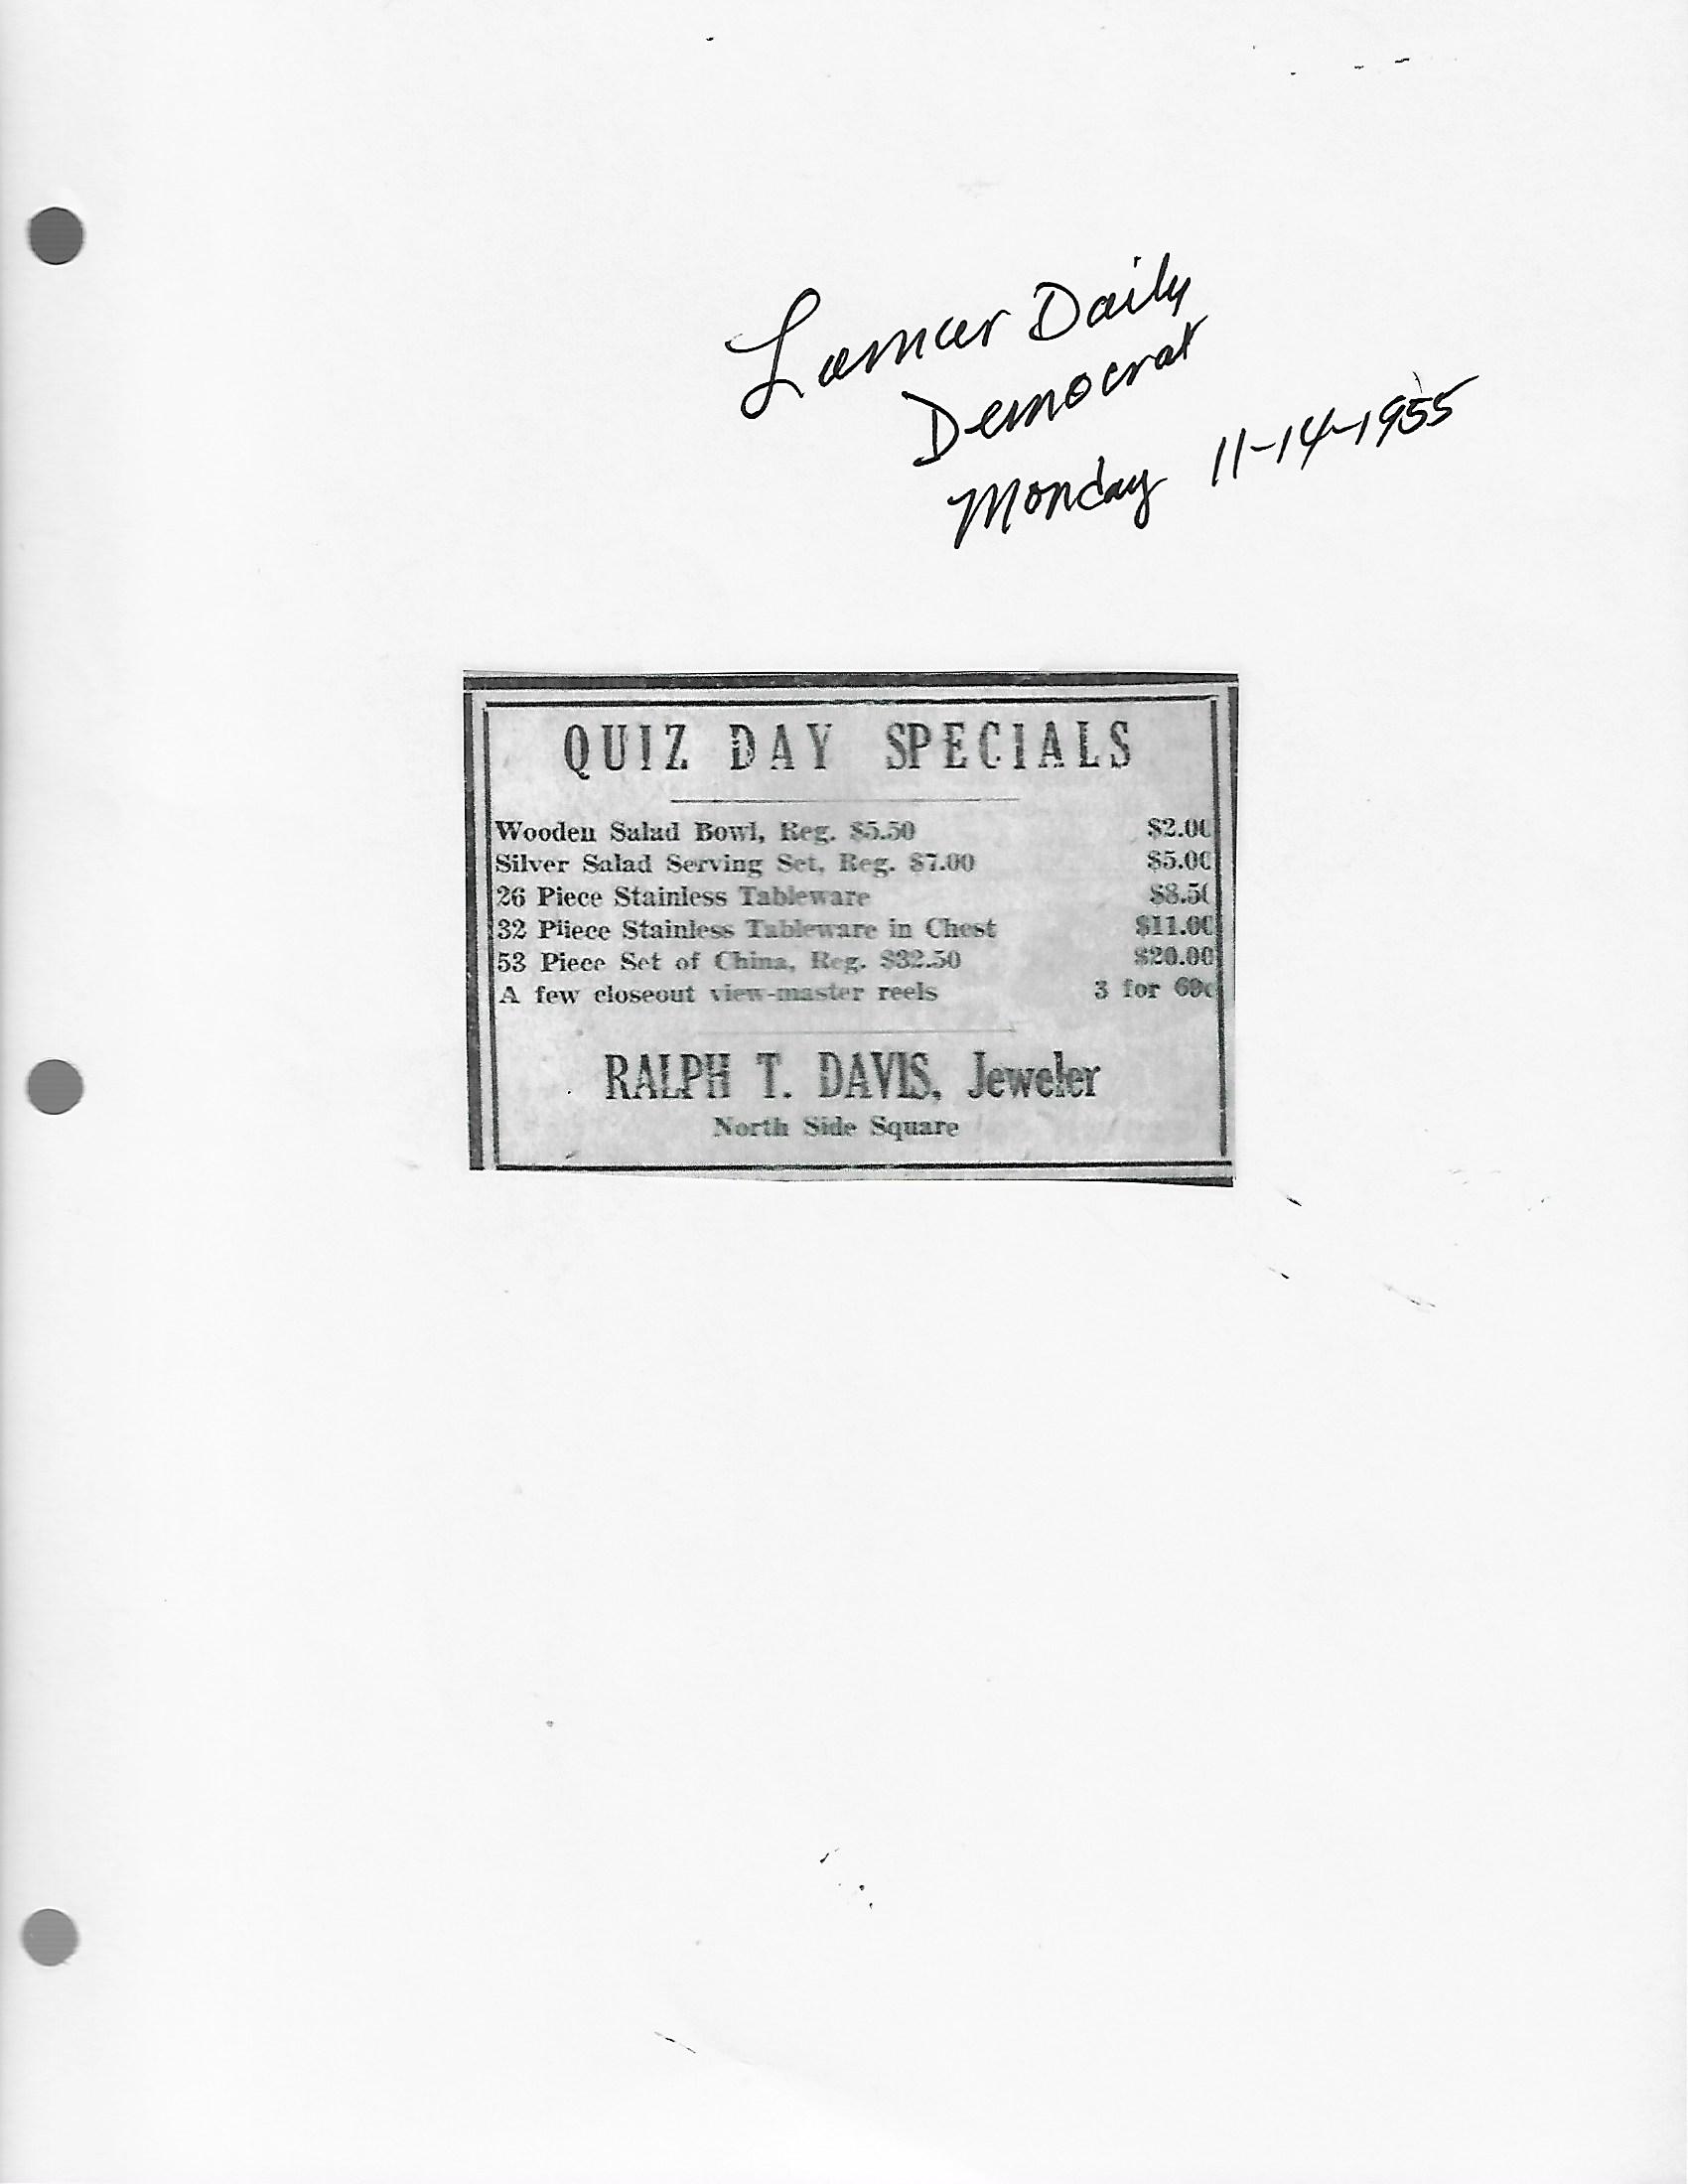 Lamar Daily
Democrat
Monday 11-14-1955
QUIZ DAY SPECIALS
Wooden Salad Bowl, Reg. $5.50 $2.00
Silver Salad Serving Set, Reg. $7.00 $5.00
26 Piece Stainless Tableware $8.50
32 Pliece Stainless Tableware in Chest $11.00
53 Piece Set of China, Reg. $32.50 $20.00
A few closeout view-master reels 3 for 60c
RALPH T. DAVIS, Jeweler
North Side Square